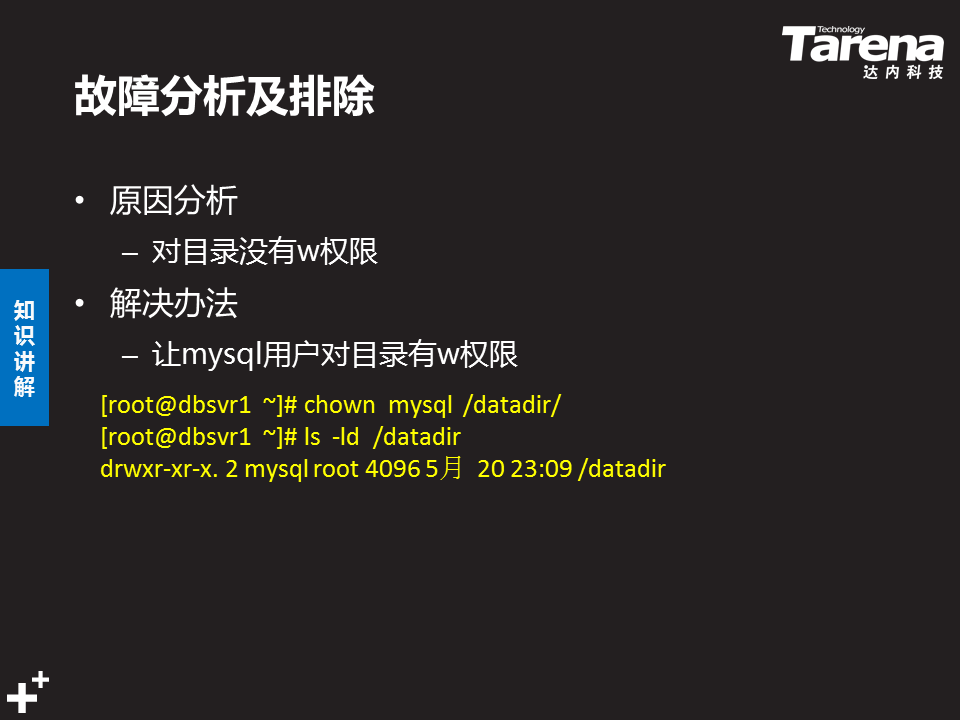 Technology
Tarena
达内科技
故障分析及排除
• 原因分析
– 对目录没有w权限
• 解决办法
– 让mysql用户对目录有w权限
知识讲解
[root@dbsvr1 ~]# chown mysql /datadir/
[root@dbsvr1 ~]# ls -ld /datadir
drwxr-xr-x. 2 mysql root 4096 5月 20 23:09 /datadir